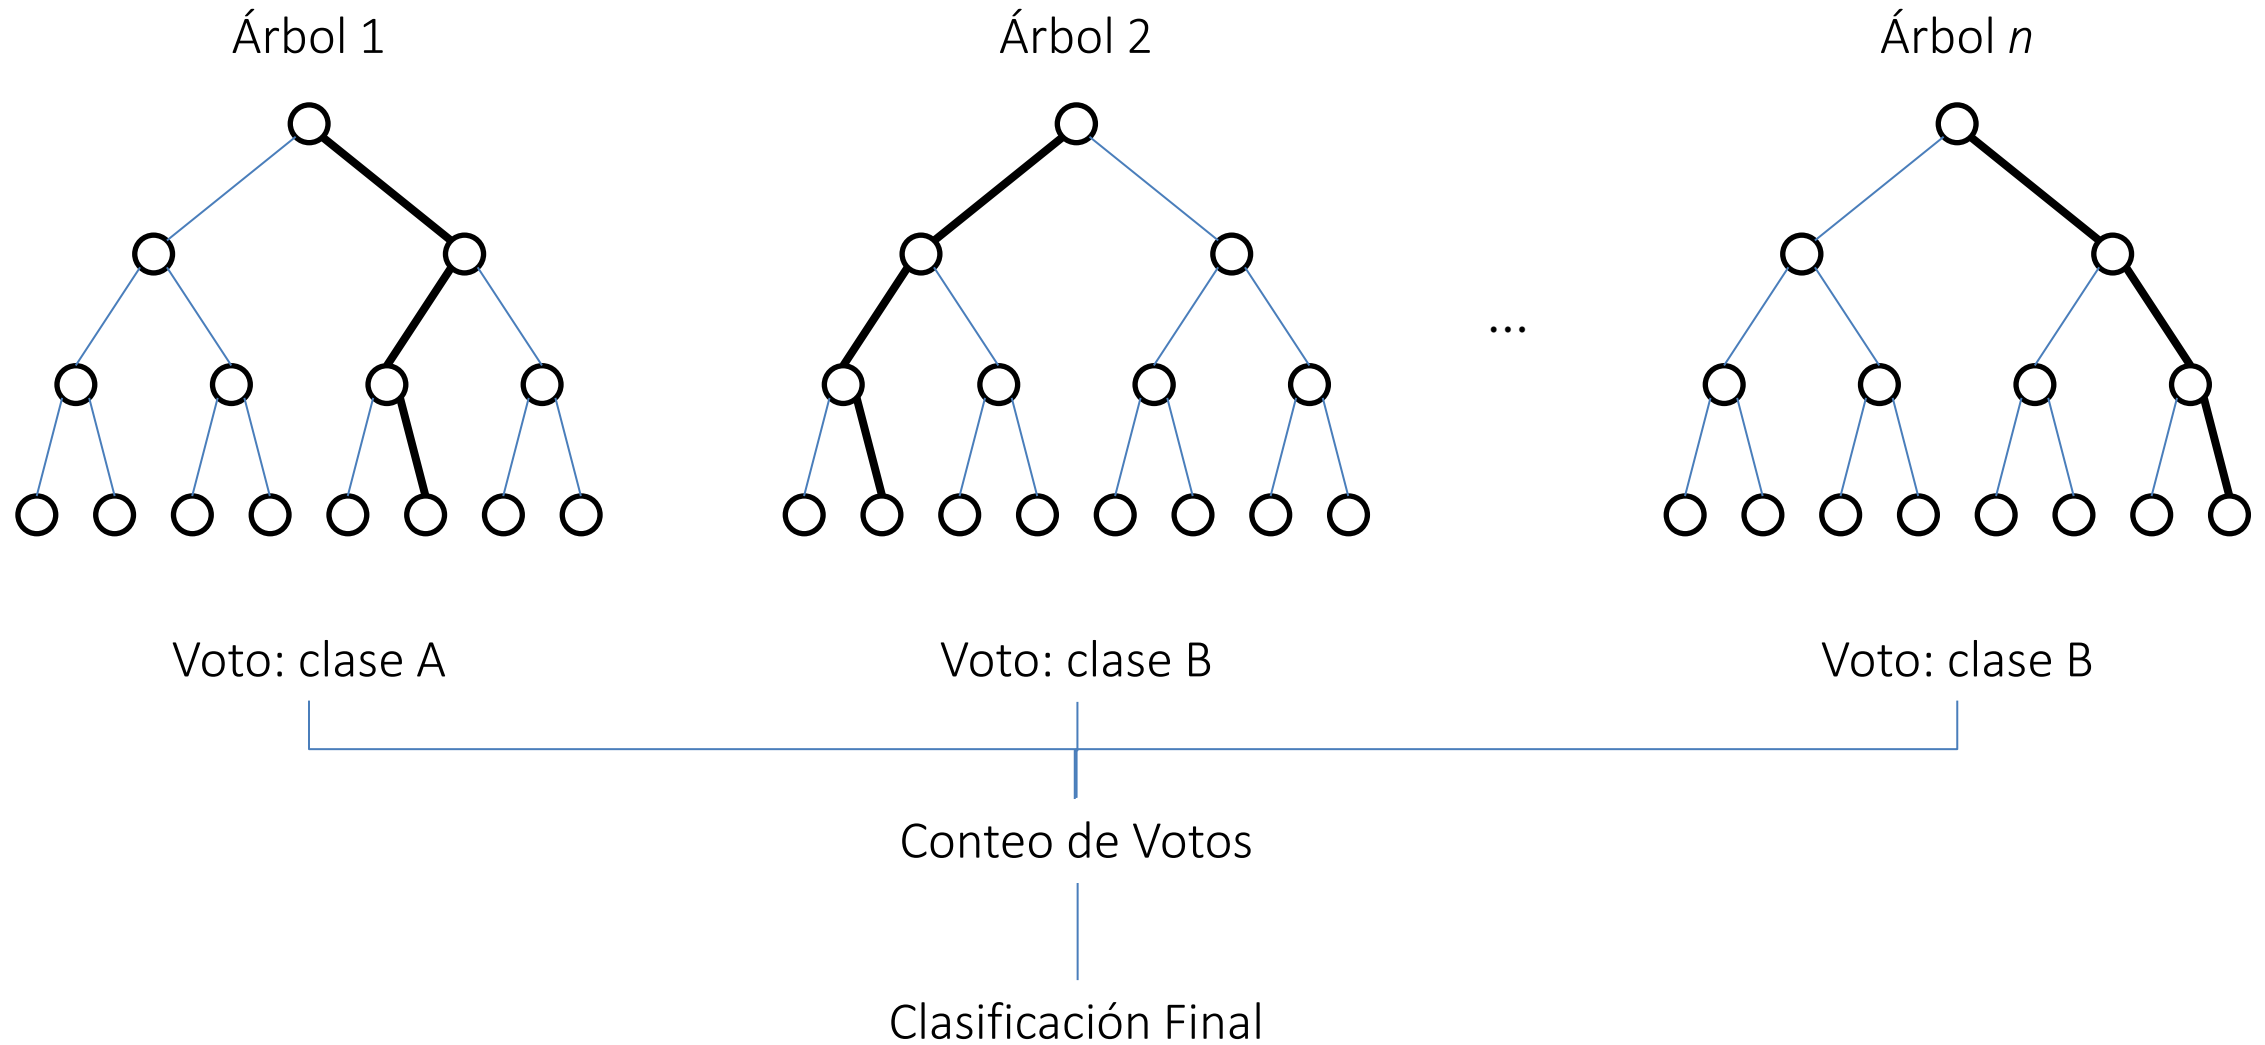 Árbol 1
Árbol 2
Árbol n
...
Voto: clase A
Voto: clase B
Voto: clase B
Conteo de Votos
Clasificación Final